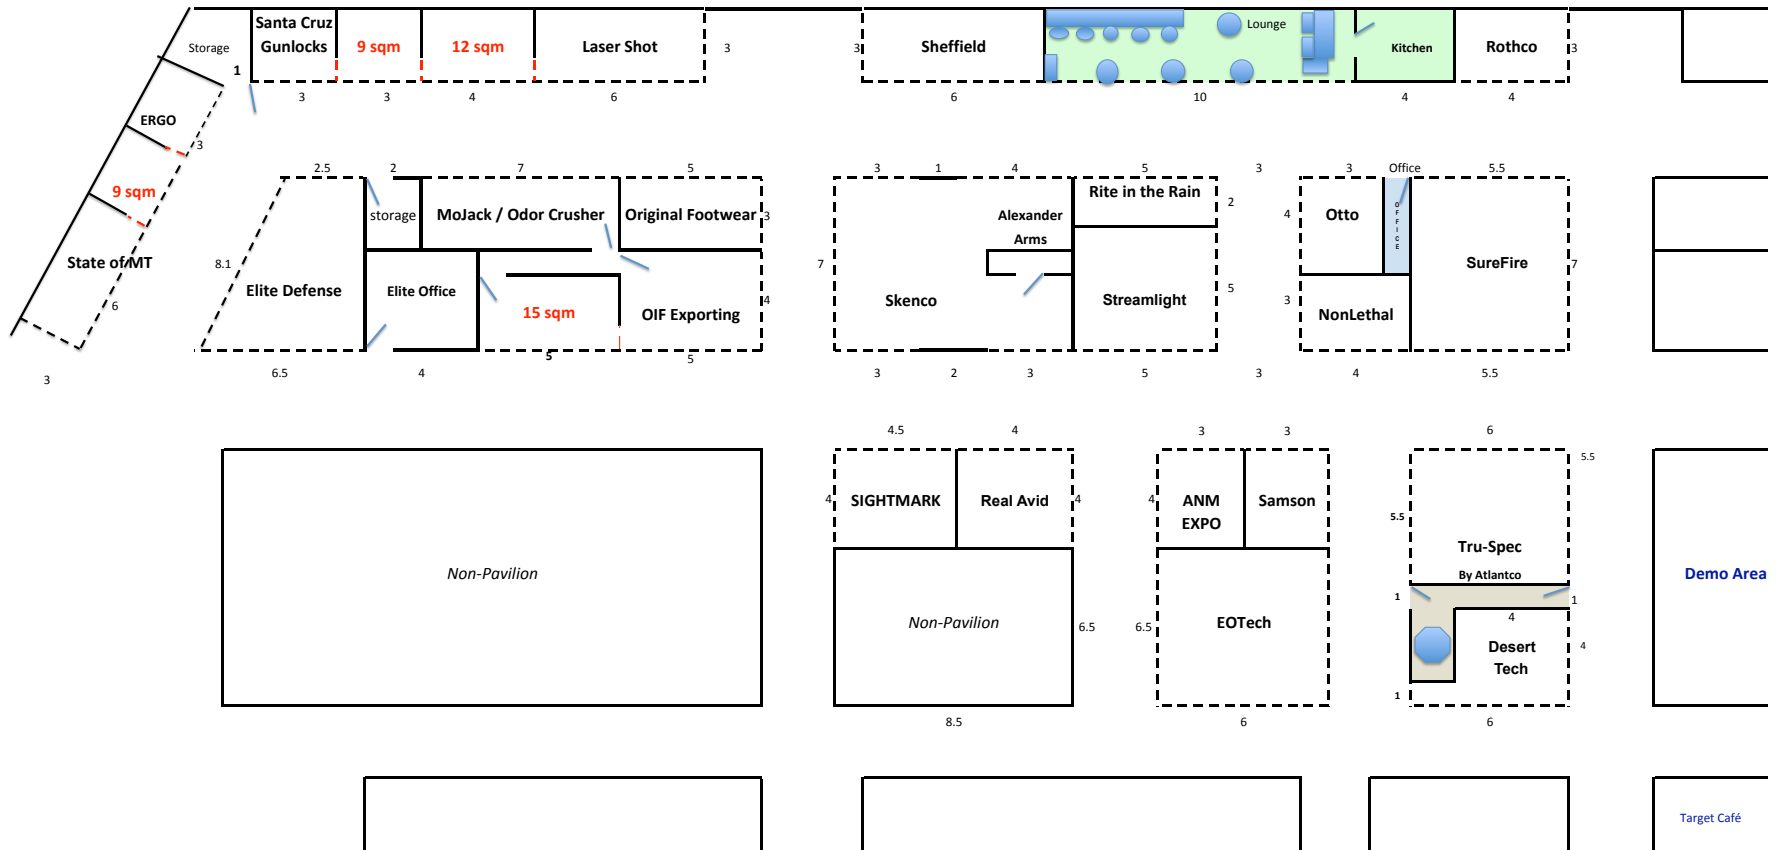 Santa Cruz
Gunlocks
Storage
9 sqm
12 sqm
Laser Shot
3
3
Sheffield
Lounge
Kitchen
Rothco
3
1
3
3
4
6
6
10
4
4
ERGO
3
9 sqm
State of MT
6
3
2.5
2
7
5
3
1
4
5
3
3
Office
5.5
storage
MoJack / Odor Crusher
Original Footwear
3
Alexander
Arms
Rite in the Rain
2
4
Otto
OFFICE
8.1
Elite Defense
Elite Office
15 sqm
OIF Exporting
4
7
Skenco
Streamlight
5
3
NonLethal
SureFire
7
6.5
4
5
5
3
2
3
5
3
4
5.5
4.5
4
3
3
6
5.5
4
SIGHTMARK
Real Avid
4
4
ANM
EXPO
Samson
5.5
Tru-Spec
By Atlantco
Non-Pavilion
Non-Pavilion
6.5
6.5
EOTech
1
1
4
Desert
Tech
4
1
Demo Area
8.5
6
6
Target Café